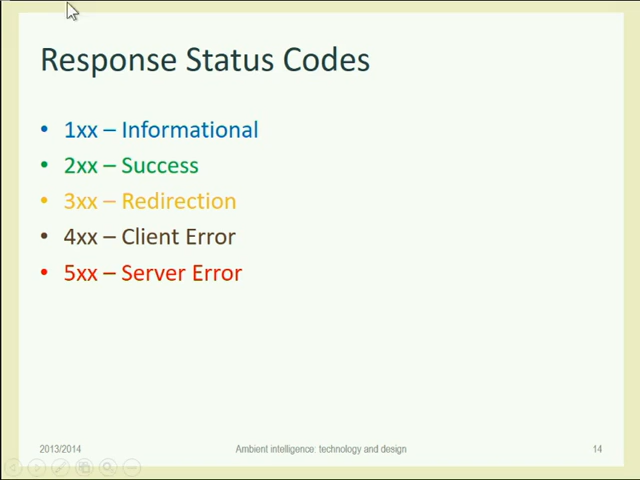 Response Status Codes
• 1xx – Informational
• 2xx – Success
• 3xx – Redirection
• 4xx – Client Error
• 5xx – Server Error
2013/2014 Ambient intelligence: technology and design 14